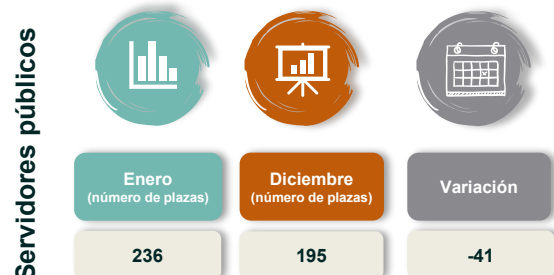 Servidores públicos
Enero
(número de plazas)
Diciembre
(número de plazas)
Variación
236
195
-41